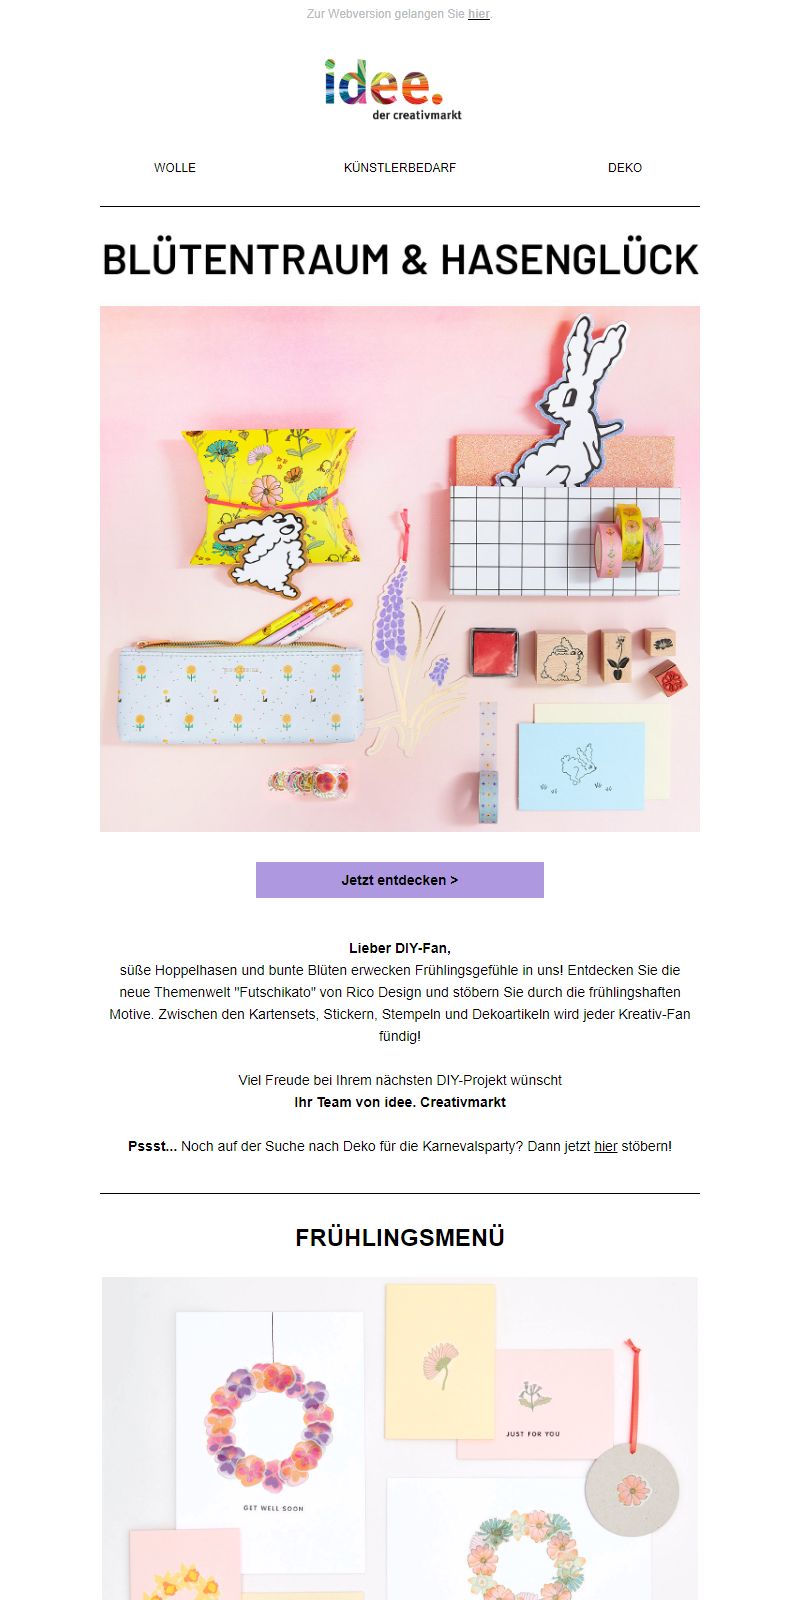 Zur Webversion gelangen Sie hier.
idee.
der creativmarkt
WOLLE
KÜNSTLERBEDARF
DEKO
BLÜTENTRAUM & HASENGLÜCK
Jetzt entdecken >
Lieber DIY-Fan,
süße Hoppelhasen und bunte Blüten erwecken Frühlingsgefühle in uns! Entdecken Sie die
neue Themenwelt "Futschikato" von Rico Design und stöbern Sie durch die frühlingshaften
Motive. Zwischen den Kartensets, Stickern, Stempeln und Dekoartikeln wird jeder Kreativ-Fan
fündig!
Viel Freude bei Ihrem nächsten DIY-Projekt wünscht
Ihr Team von idee. Creativmarkt
Pssst... Noch auf der Suche nach Deko für die Karnevalsparty? Dann jetzt hier stöbern!
FRÜHLINGSMENÜ
JUST FOR YOU
GET WELL SOON